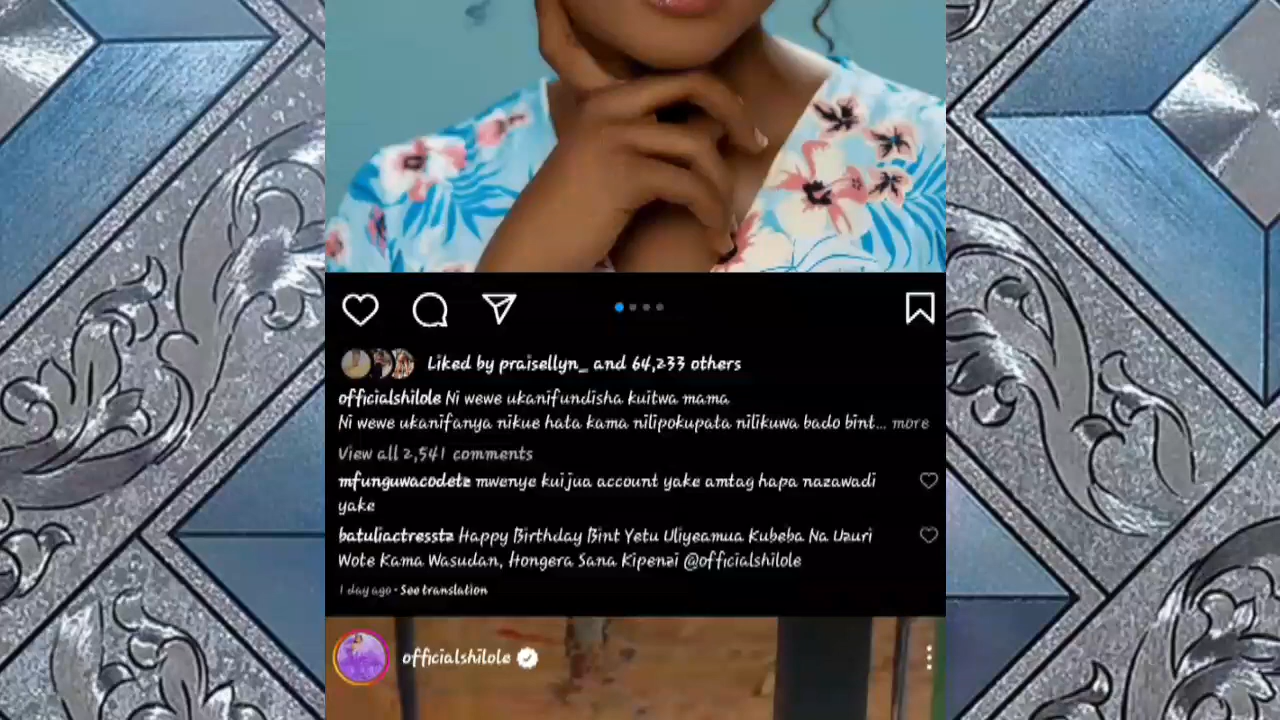 Liked by praisellyn_ and 64,233 others
officialshilole Ni wewe ukanifundisha kuitwa mama
Ni wewe ukanifanya nikue hata kama nilipokupata nilikuwa bado bint... more
View all 2,541 comments
mfunguwacodetz mwenye kuijua account yake amtag hapa nazawadi
yake
batuliactresstz Happy Birthday Bint Yetu Uliyeamua Kubeba Na Uzuri
Wote Kama Wasudan, Hongera Sana Kipenzi @officialshilole
1 day ago · See translation
officialshilole